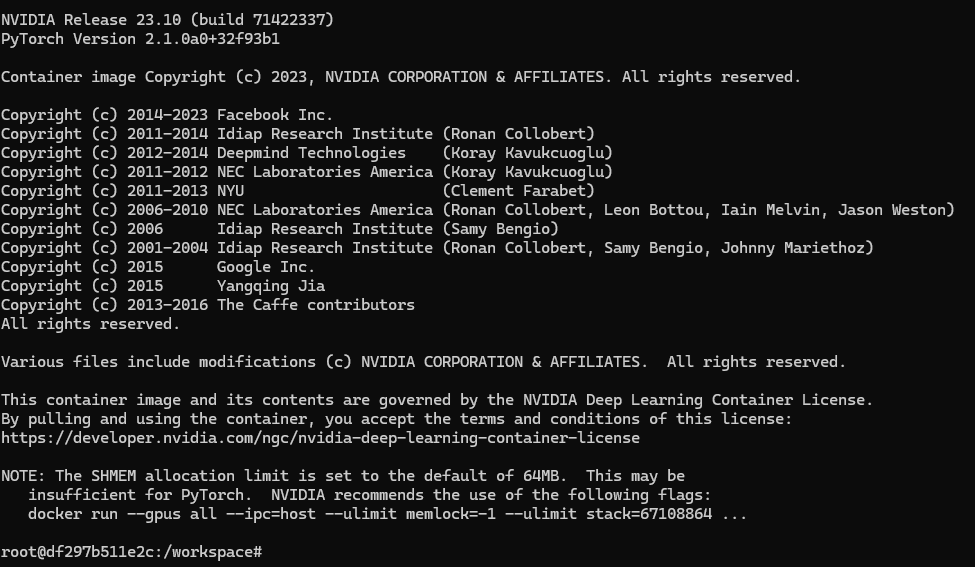 NVIDIA Release 23.10 (build 71422337)
PyTorch Version 2.1.0a0+32f93b1
Container image Copyright (c) 2023, NVIDIA CORPORATION & AFFILIATES. All rights reserved.
Copyright (c) 2014-2023 Facebook Inc.
Copyright (c) 2011-2014 Idiap Research Institute (Ronan Collobert)
Copyright (c) 2012-2014 Deepmind Technologies    (Koray Kavukcuoglu)
Copyright (c) 2011-2012 NEC Laboratories America (Koray Kavukcuoglu)
Copyright (c) 2011-2013 NYU                      (Clement Farabet)
Copyright (c) 2006-2010 NEC Laboratories America (Ronan Collobert, Leon Bottou, Iain Melvin, Jason Weston)
Copyright (c) 2006      Idiap Research Institute (Samy Bengio)
Copyright (c) 2001-2004 Idiap Research Institute (Ronan Collobert, Samy Bengio, Johnny Mariethoz)
Copyright (c) 2015      Google Inc.
Copyright (c) 2015      Yangqing Jia
Copyright (c) 2013-2016 The Caffe contributors
All rights reserved.
Various files include modifications (c) NVIDIA CORPORATION & AFFILIATES.  All rights reserved.
This container image and its contents are governed by the NVIDIA Deep Learning Container License.
By pulling and using the container, you accept the terms and conditions of this license:
https://developer.nvidia.com/ngc/nvidia-deep-learning-container-license
NOTE: The SHMEM allocation limit is set to the default of 64MB.  This may be
   insufficient for PyTorch.  NVIDIA recommends the use of the following flags:
   docker run --gpus all --ipc=host --ulimit memlock=-1 --ulimit stack=67108864 ...
root@df297b511e2c:/workspace#